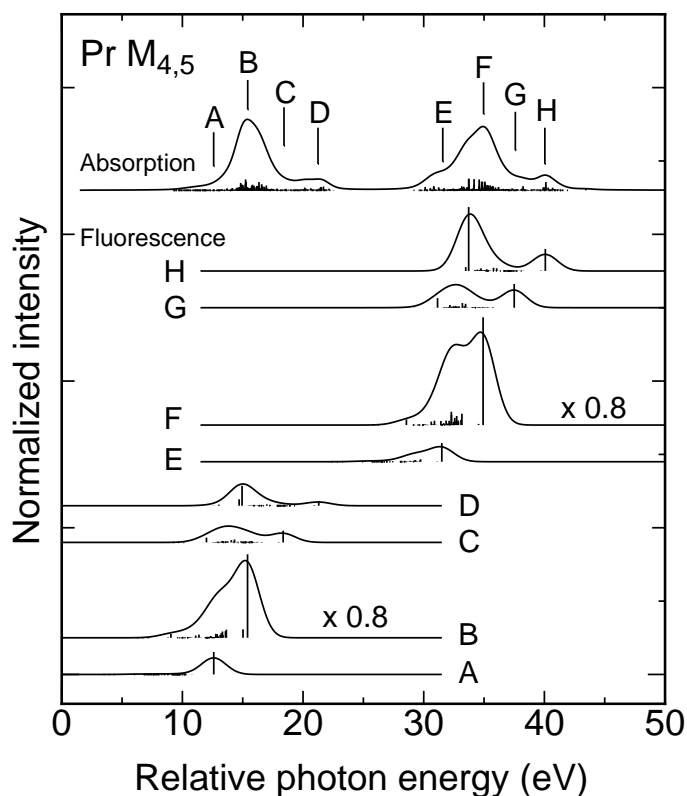 Pr M4,5
A
B
C
D
E
F
G
H
Absorption
Fluorescence
H
G
F
x 0.8
E
D
C
x 0.8
B
A
Normalized intensity
0
10
20
30
40
50
Relative photon energy (eV)